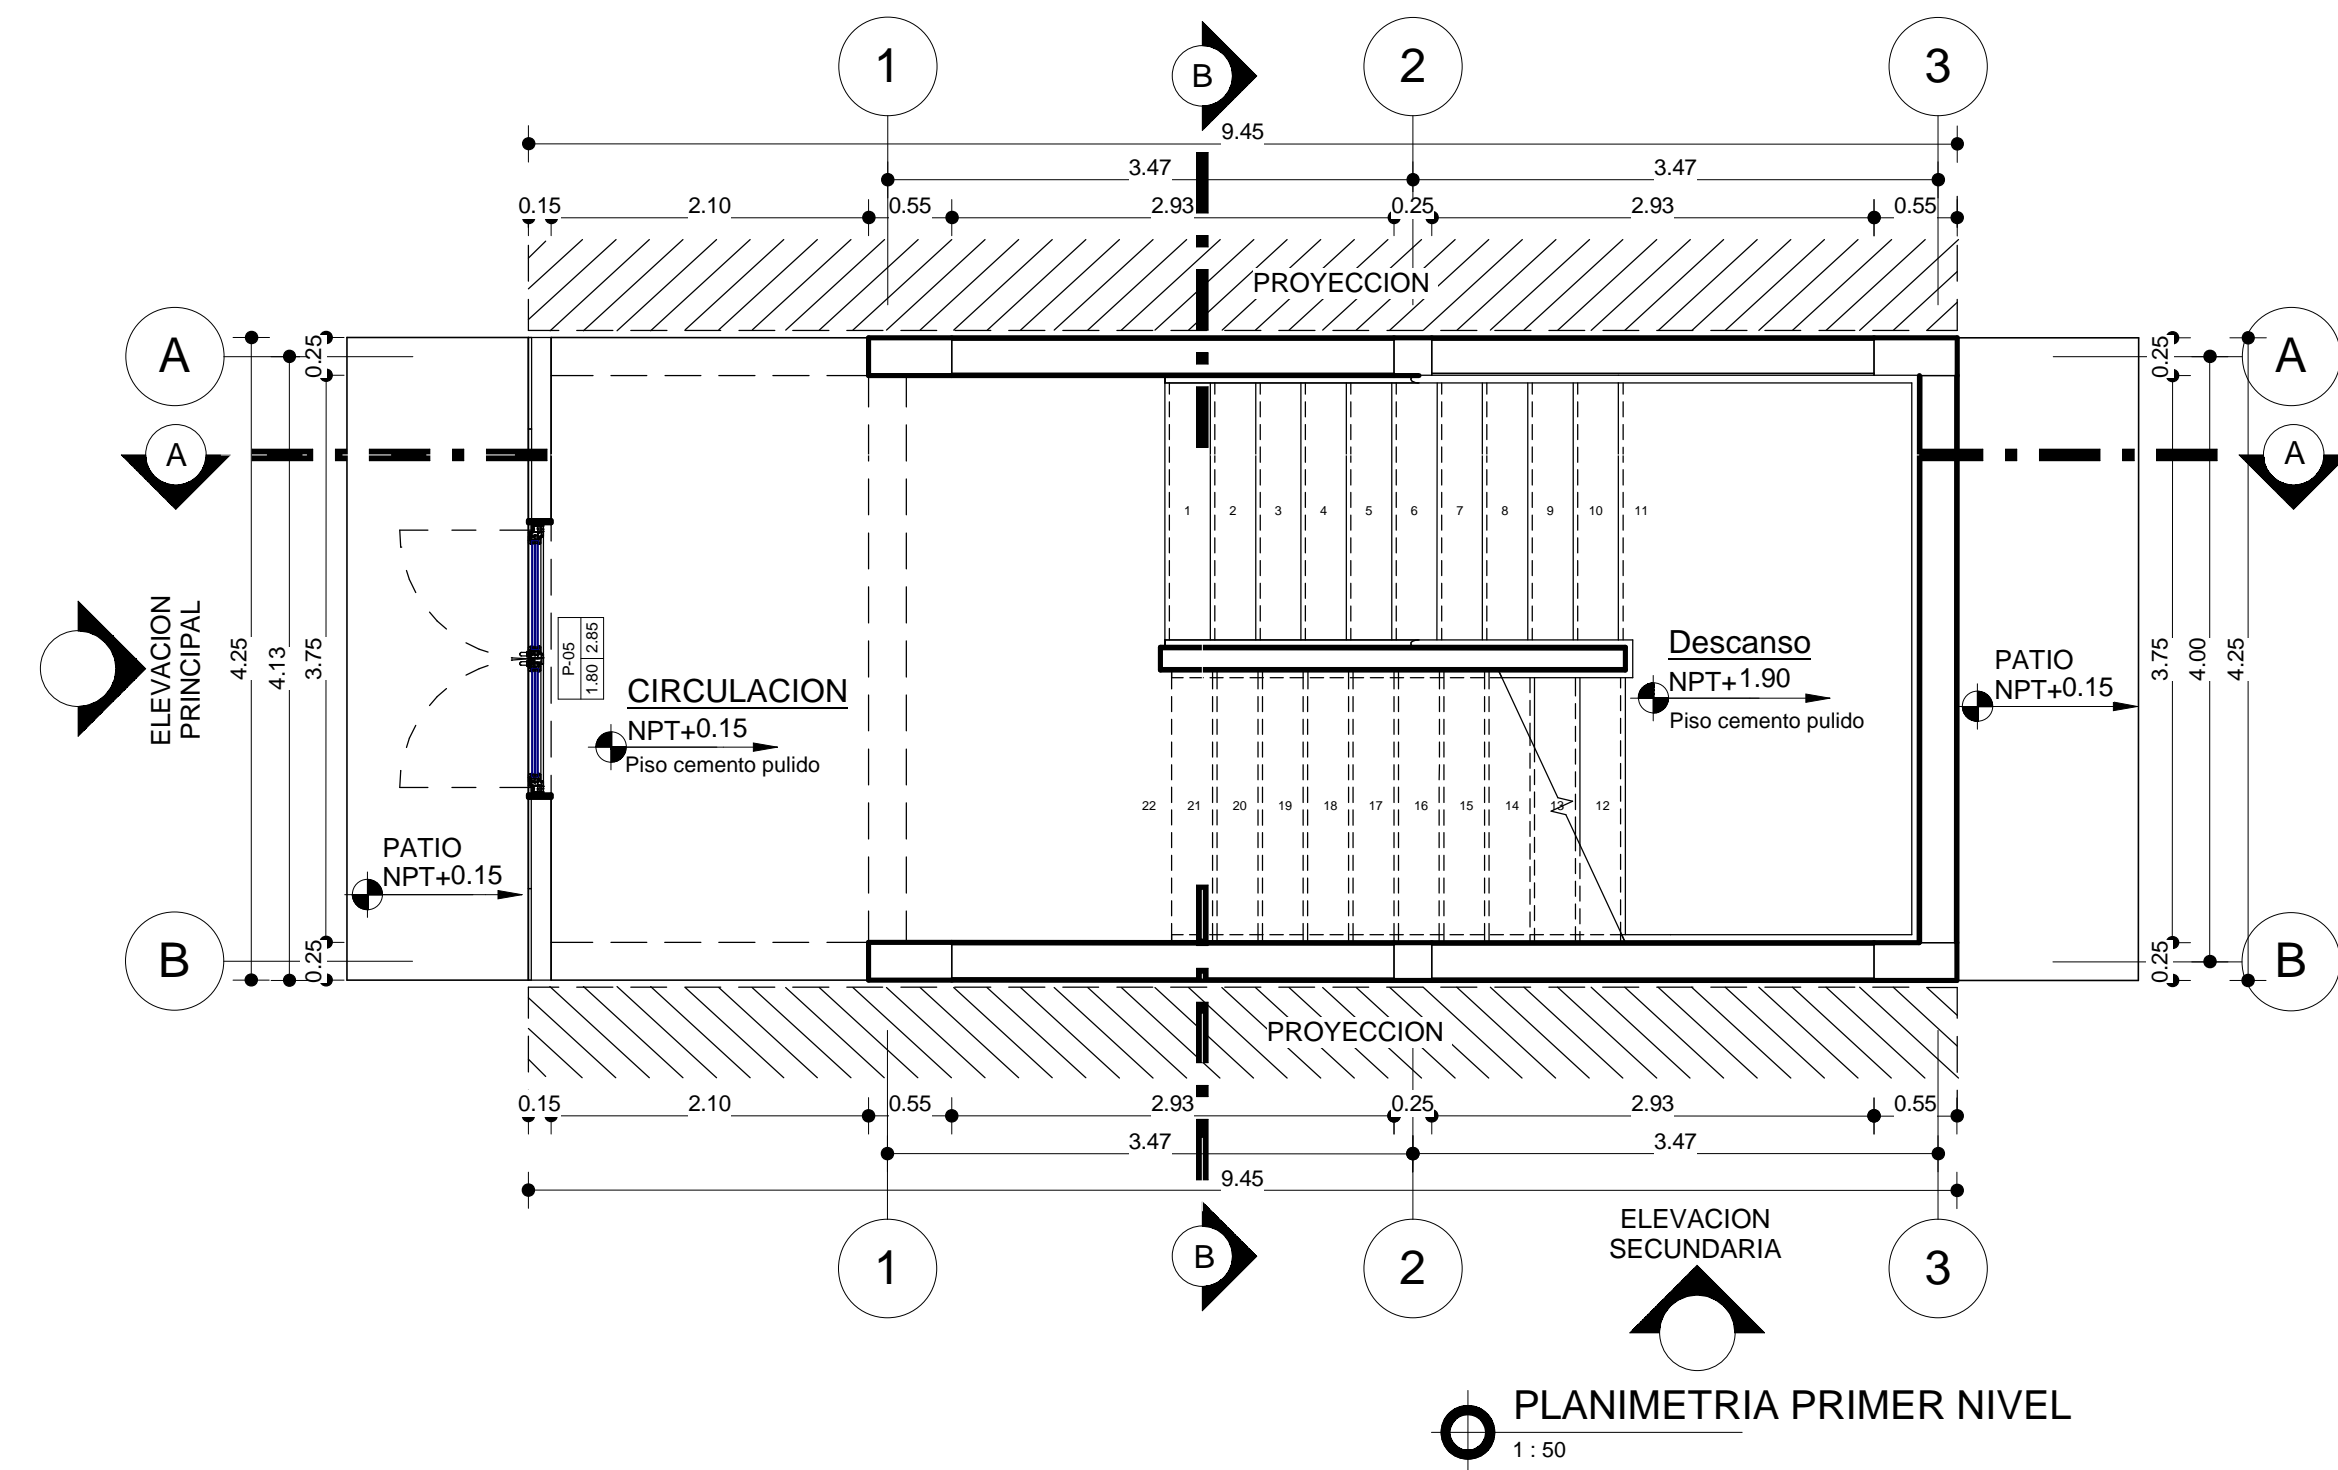 1
B
2
3
9.45
3.47
3.47
0.15
2.10
0.55
2.93
0.25
2.93
0.55
PROYECCION
A
A
0.25
0.25
A
A
1
2
3
4
5
6
7
8
9
10
11
ELEVACION
PRINCIPAL
4.25
4.13
3.75
P-05
1.80
2.85
CIRCULACION
NPT+0.15
Piso cemento pulido
Descanso
NPT+1.90
Piso cemento pulido
PATIO
NPT+0.15
3.75
4.00
4.25
22
21
20
19
18
17
16
15
14
13
12
PATIO
NPT+0.15
B
B
0.25
0.25
PROYECCION
0.15
2.10
0.55
2.93
0.25
2.93
0.55
3.47
3.47
9.45
1
B
2
3
ELEVACION
SECUNDARIA
PLANIMETRIA PRIMER NIVEL
1 : 50